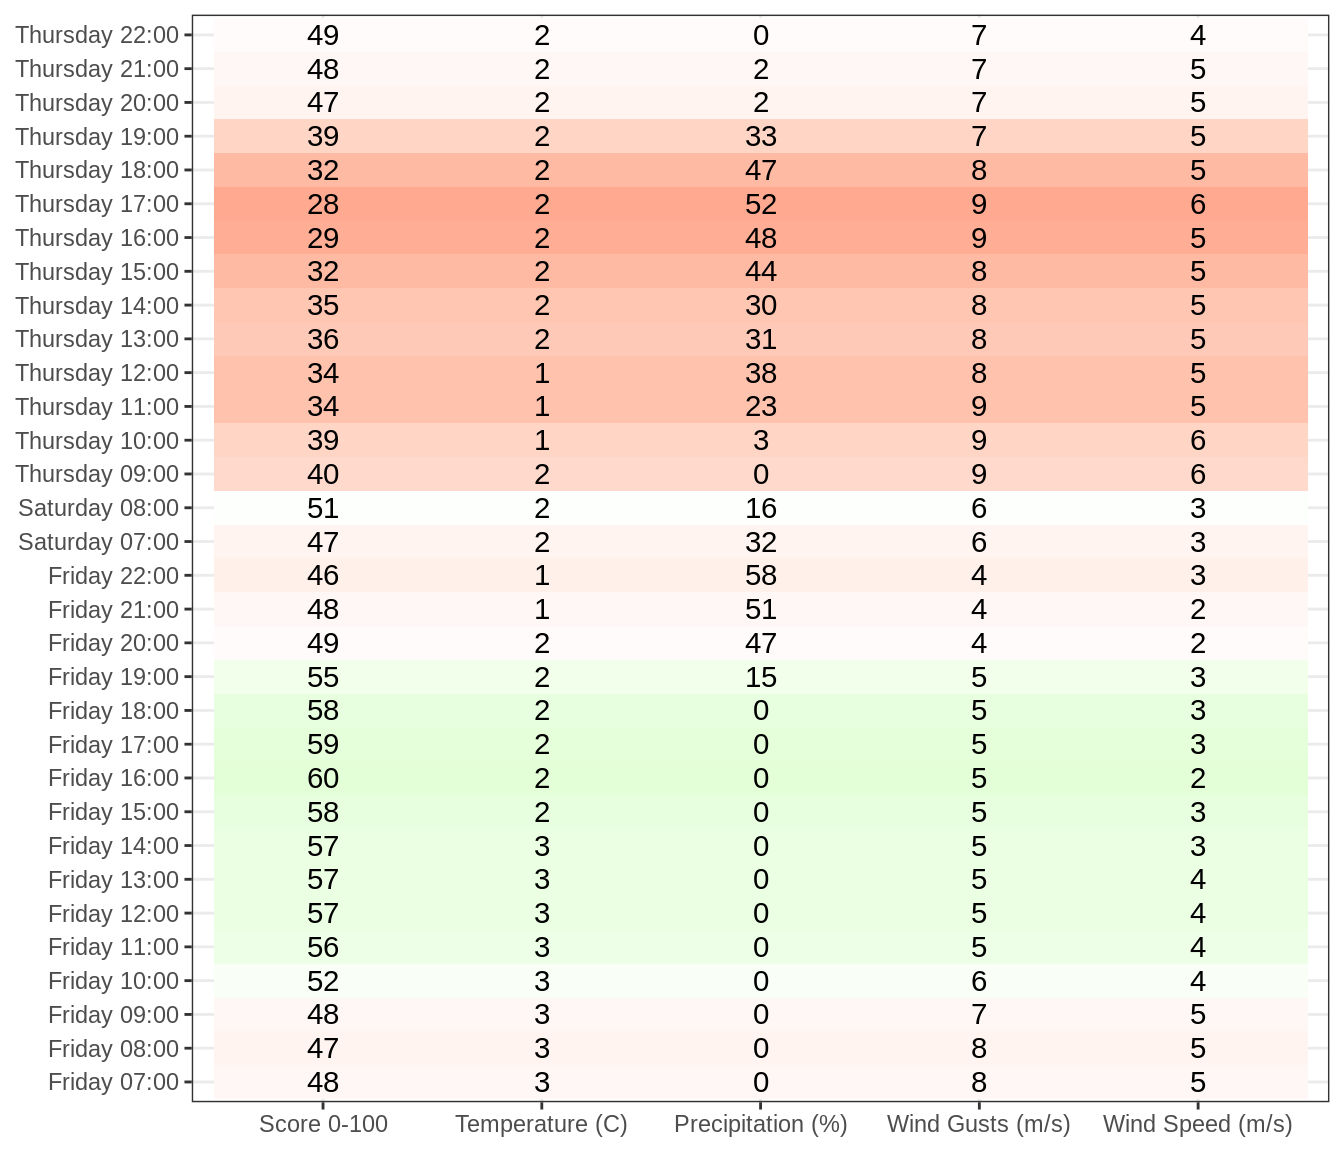 Thursday 22:00 49 2 0 7 4
Thursday 21:00 48 2 2 7 5
Thursday 20:00 47 2 2 7 5
Thursday 19:00 39 2 33 7 5
Thursday 18:00 32 2 47 8 5
Thursday 17:00 28 2 52 9 6
Thursday 16:00 29 2 48 9 5
Thursday 15:00 32 2 44 8 5
Thursday 14:00 35 2 30 8 5
Thursday 13:00 36 2 31 8 5
Thursday 12:00 34 1 38 8 5
Thursday 11:00 34 1 23 9 5
Thursday 10:00 39 1 3 9 6
Thursday 09:00 40 2 0 9 6
Saturday 08:00 51 2 16 6 3
Saturday 07:00 47 2 32 6 3
Friday 22:00 46 1 58 4 3
Friday 21:00 48 1 51 4 2
Friday 20:00 49 2 47 4 2
Friday 19:00 55 2 15 5 3
Friday 18:00 58 2 0 5 3
Friday 17:00 59 2 0 5 3
Friday 16:00 60 2 0 5 2
Friday 15:00 58 2 0 5 3
Friday 14:00 57 3 0 5 3
Friday 13:00 57 3 0 5 4
Friday 12:00 57 3 0 5 4
Friday 11:00 56 3 0 5 4
Friday 10:00 52 3 0 6 4
Friday 09:00 48 3 0 7 5
Friday 08:00 47 3 0 8 5
Friday 07:00 48 3 0 8 5
Score 0-100 Temperature (C) Precipitation (%) Wind Gusts (m/s) Wind Speed (m/s)